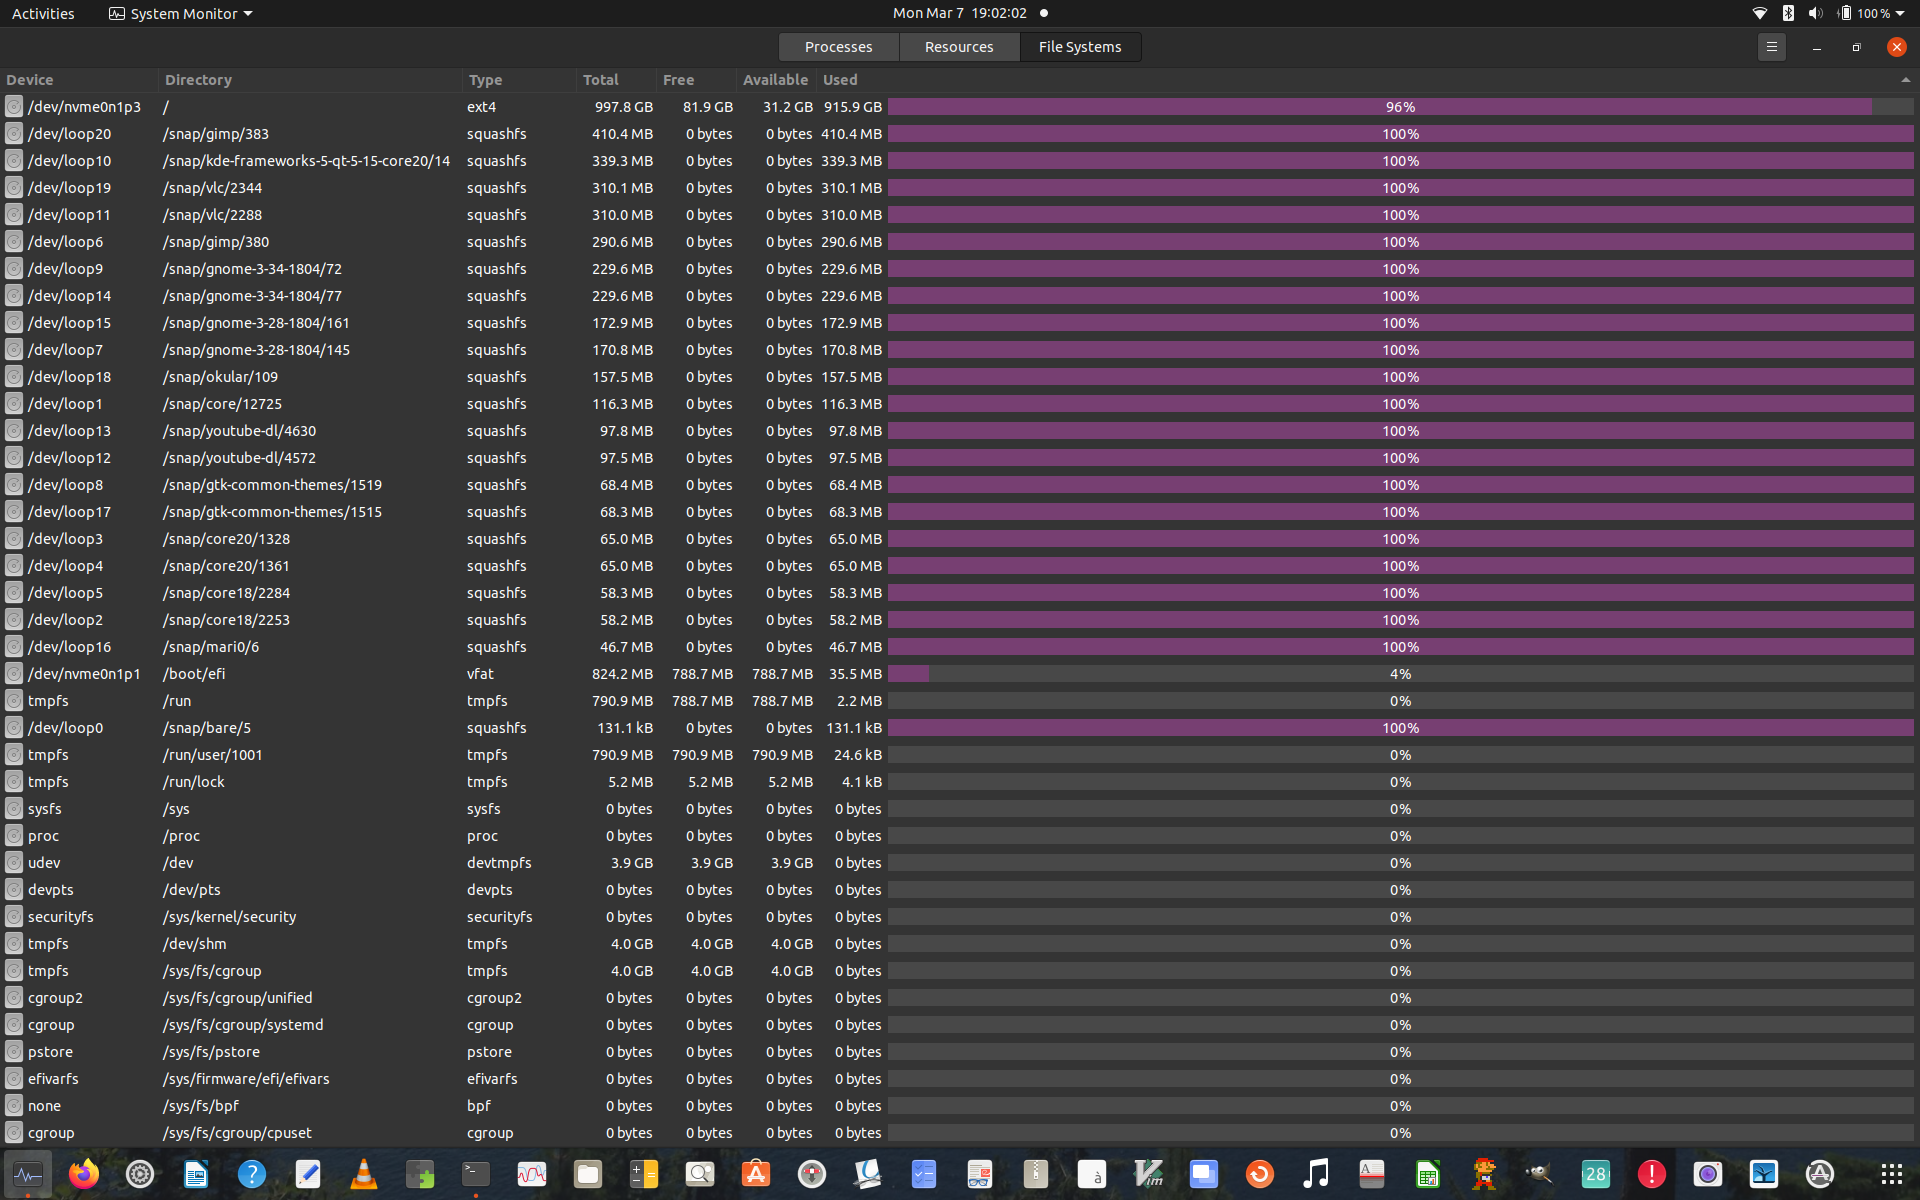 Activities System Monitor Mon Mar 7 19:02:02 100 %
Processes Resources File Systems
Device Directory Type Total Free Available Used
/dev/nvme0n1p3 / ext4 997.8 GB 81.9 GB 31.2 GB 915.9 GB 96%
/dev/loop20 /snap/gimp/383 squashfs 410.4 MB 0 bytes 0 bytes 410.4 MB 100%
/dev/loop10 /snap/kde-frameworks-5-qt-5-15-core20/14 squashfs 339.3 MB 0 bytes 0 bytes 339.3 MB 100%
/dev/loop19 /snap/vlc/2344 squashfs 310.1 MB 0 bytes 0 bytes 310.1 MB 100%
/dev/loop11 /snap/vlc/2288 squashfs 310.0 MB 0 bytes 0 bytes 310.0 MB 100%
/dev/loop6 /snap/gimp/380 squashfs 290.6 MB 0 bytes 0 bytes 290.6 MB 100%
/dev/loop9 /snap/gnome-3-34-1804/72 squashfs 229.6 MB 0 bytes 0 bytes 229.6 MB 100%
/dev/loop14 /snap/gnome-3-34-1804/77 squashfs 229.6 MB 0 bytes 0 bytes 229.6 MB 100%
/dev/loop15 /snap/gnome-3-28-1804/161 squashfs 172.9 MB 0 bytes 0 bytes 172.9 MB 100%
/dev/loop7 /snap/gnome-3-28-1804/145 squashfs 170.8 MB 0 bytes 0 bytes 170.8 MB 100%
/dev/loop18 /snap/okular/109 squashfs 157.5 MB 0 bytes 0 bytes 157.5 MB 100%
/dev/loop1 /snap/core/12725 squashfs 116.3 MB 0 bytes 0 bytes 116.3 MB 100%
/dev/loop13 /snap/youtube-dl/4630 squashfs 97.8 MB 0 bytes 0 bytes 97.8 MB 100%
/dev/loop12 /snap/youtube-dl/4572 squashfs 97.5 MB 0 bytes 0 bytes 97.5 MB 100%
/dev/loop8 /snap/gtk-common-themes/1519 squashfs 68.4 MB 0 bytes 0 bytes 68.4 MB 100%
/dev/loop17 /snap/gtk-common-themes/1515 squashfs 68.3 MB 0 bytes 0 bytes 68.3 MB 100%
/dev/loop3 /snap/core20/1328 squashfs 65.0 MB 0 bytes 0 bytes 65.0 MB 100%
/dev/loop4 /snap/core20/1361 squashfs 65.0 MB 0 bytes 0 bytes 65.0 MB 100%
/dev/loop5 /snap/core18/2284 squashfs 58.3 MB 0 bytes 0 bytes 58.3 MB 100%
/dev/loop2 /snap/core18/2253 squashfs 58.2 MB 0 bytes 0 bytes 58.2 MB 100%
/dev/loop16 /snap/mari0/6 squashfs 46.7 MB 0 bytes 0 bytes 46.7 MB 100%
/dev/nvme0n1p1 /boot/efi vfat 824.2 MB 788.7 MB 788.7 MB 35.5 MB 4%
tmpfs /run tmpfs 790.9 MB 788.7 MB 788.7 MB 2.2 MB 0%
/dev/loop0 /snap/bare/5 squashfs 131.1 kB 0 bytes 0 bytes 131.1 kB 100%
tmpfs /run/user/1001 tmpfs 790.9 MB 790.9 MB 790.9 MB 24.6 kB 0%
tmpfs /run/lock tmpfs 5.2 MB 5.2 MB 5.2 MB 4.1 kB 0%
sysfs /sys sysfs 0 bytes 0 bytes 0 bytes 0 bytes 0%
proc /proc proc 0 bytes 0 bytes 0 bytes 0 bytes 0%
udev /dev devtmpfs 3.9 GB 3.9 GB 3.9 GB 0 bytes 0%
devpts /dev/pts devpts 0 bytes 0 bytes 0 bytes 0 bytes 0%
securityfs /sys/kernel/security securityfs 0 bytes 0 bytes 0 bytes 0 bytes 0%
tmpfs /dev/shm tmpfs 4.0 GB 4.0 GB 4.0 GB 0 bytes 0%
tmpfs /sys/fs/cgroup tmpfs 4.0 GB 4.0 GB 4.0 GB 0 bytes 0%
cgroup2 /sys/fs/cgroup/unified cgroup2 0 bytes 0 bytes 0 bytes 0 bytes 0%
cgroup /sys/fs/cgroup/systemd cgroup 0 bytes 0 bytes 0 bytes 0 bytes 0%
pstore /sys/fs/pstore pstore 0 bytes 0 bytes 0 bytes 0 bytes 0%
efivarfs /sys/firmware/efi/efivars efivarfs 0 bytes 0 bytes 0 bytes 0 bytes 0%
none /sys/fs/bpf bpf 0 bytes 0 bytes 0 bytes 0 bytes 0%
cgroup /sys/fs/cgroup/cpuset cgroup 0 bytes 0 bytes 0 bytes 0 bytes 0%
? à Vim A 28